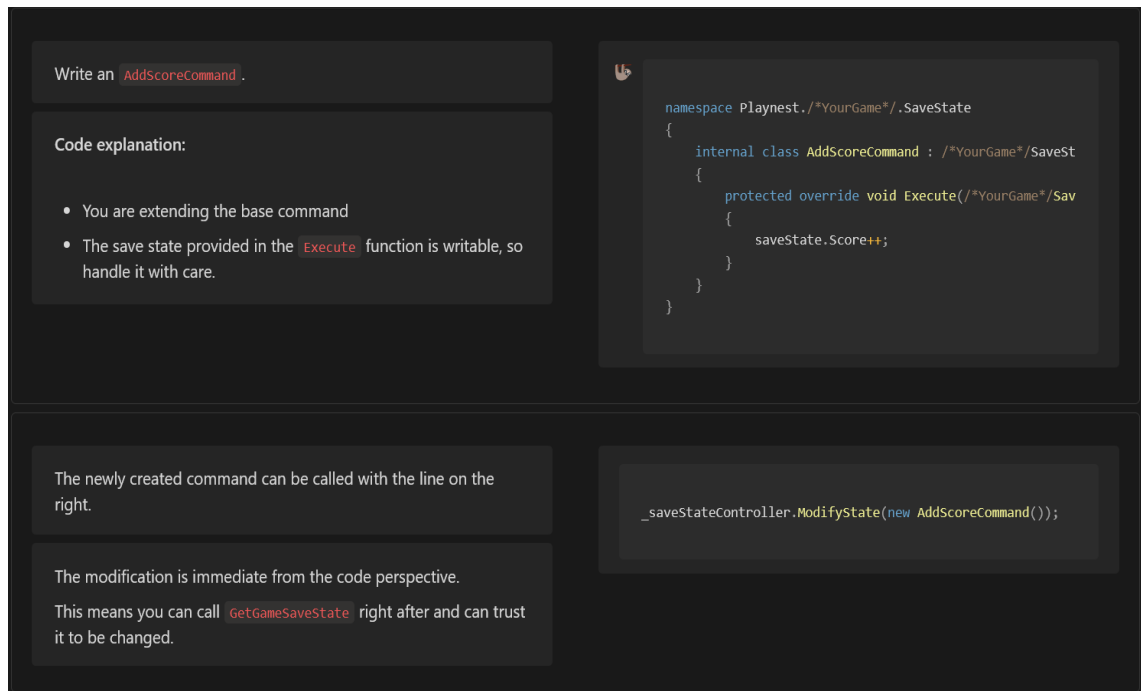 Write an AddScoreCommand.
Code explanation:
• You are extending the base command
• The save state provided in the Execute function is writable, so
handle it with care.
namespace Playnest./*YourGame*/.SaveState
{
internal class AddScoreCommand : /*YourGame*/SaveSt
{
protected override void Execute(/*YourGame*/Sav
{
saveState.Score++;
}
}
}
The newly created command can be called with the line on the
right.
The modification is immediate from the code perspective.
This means you can call GetGameSaveState right after and can trust
it to be changed.
_saveStateController.ModifyState(new AddScoreCommand());